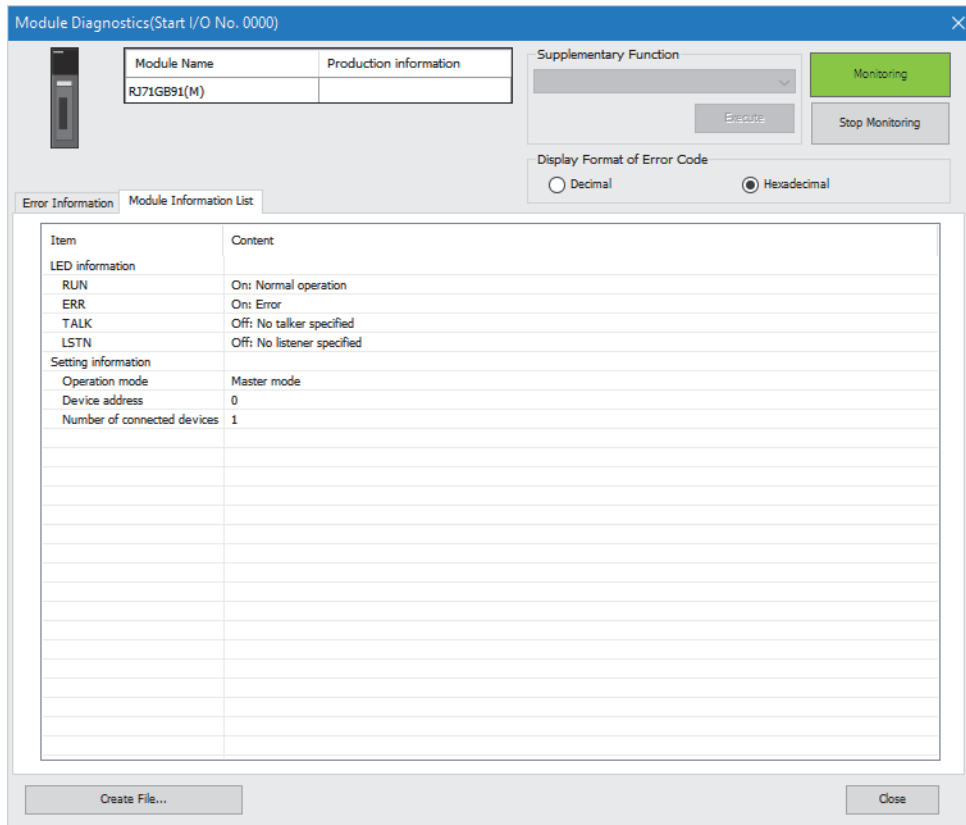 Module Diagnostics(Start I/O No. 0000)
Module Name Production information
RJ71GB91(M)
Supplementary Function
Execute
Monitoring
Stop Monitoring
Display Format of Error Code
Decimal Hexadecimal
Error Information Module Information List
Item Content
LED information
RUN On: Normal operation
ERR On: Error
TALK Off: No talker specified
LSTN Off: No listener specified
Setting information
Operation mode Master mode
Device address 0
Number of connected devices 1
Create File... Close